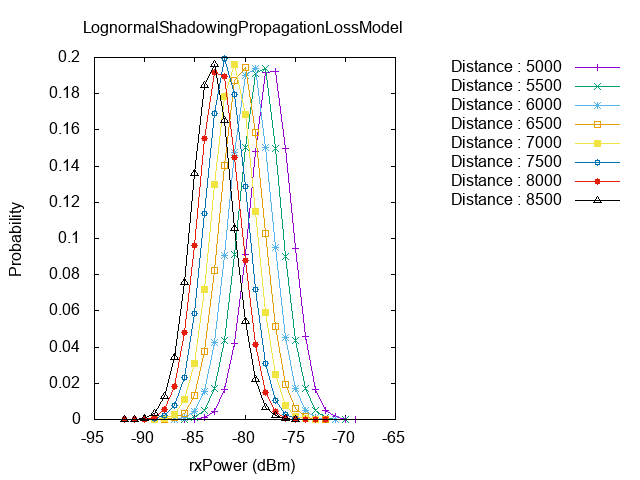 LognormalShadowingPropagationLossModel
0.2
0.18
0.16
0.14
0.12
0.1
0.08
0.06
0.04
0.02
0
Probability
-95
-90
-85
-80
-75
-70
-65
rxPower (dBm)
Distance : 5000
Distance : 5500
Distance : 6000
Distance : 6500
Distance : 7000
Distance : 7500
Distance : 8000
Distance : 8500